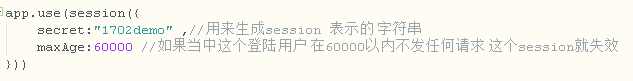 app.use(session({
secret:"1702demo" ,//用来生成session 表示的字符串
maxAge:60000 //如果当中这个登陆用户在60000以内不发任何请求 这个session就失效
}))